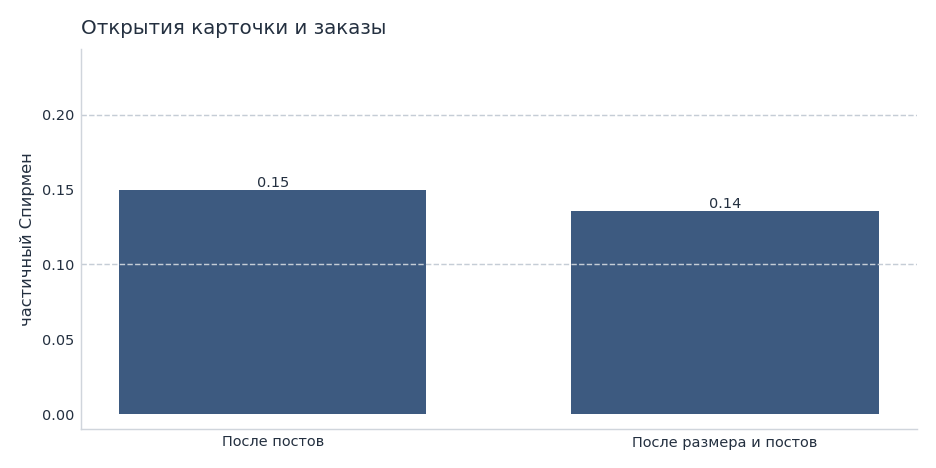 Открытия карточки и заказы
частичный Спирмен
0.20
0.15
0.10
0.05
0.00
0.15
0.14
После постов
После размера и постов